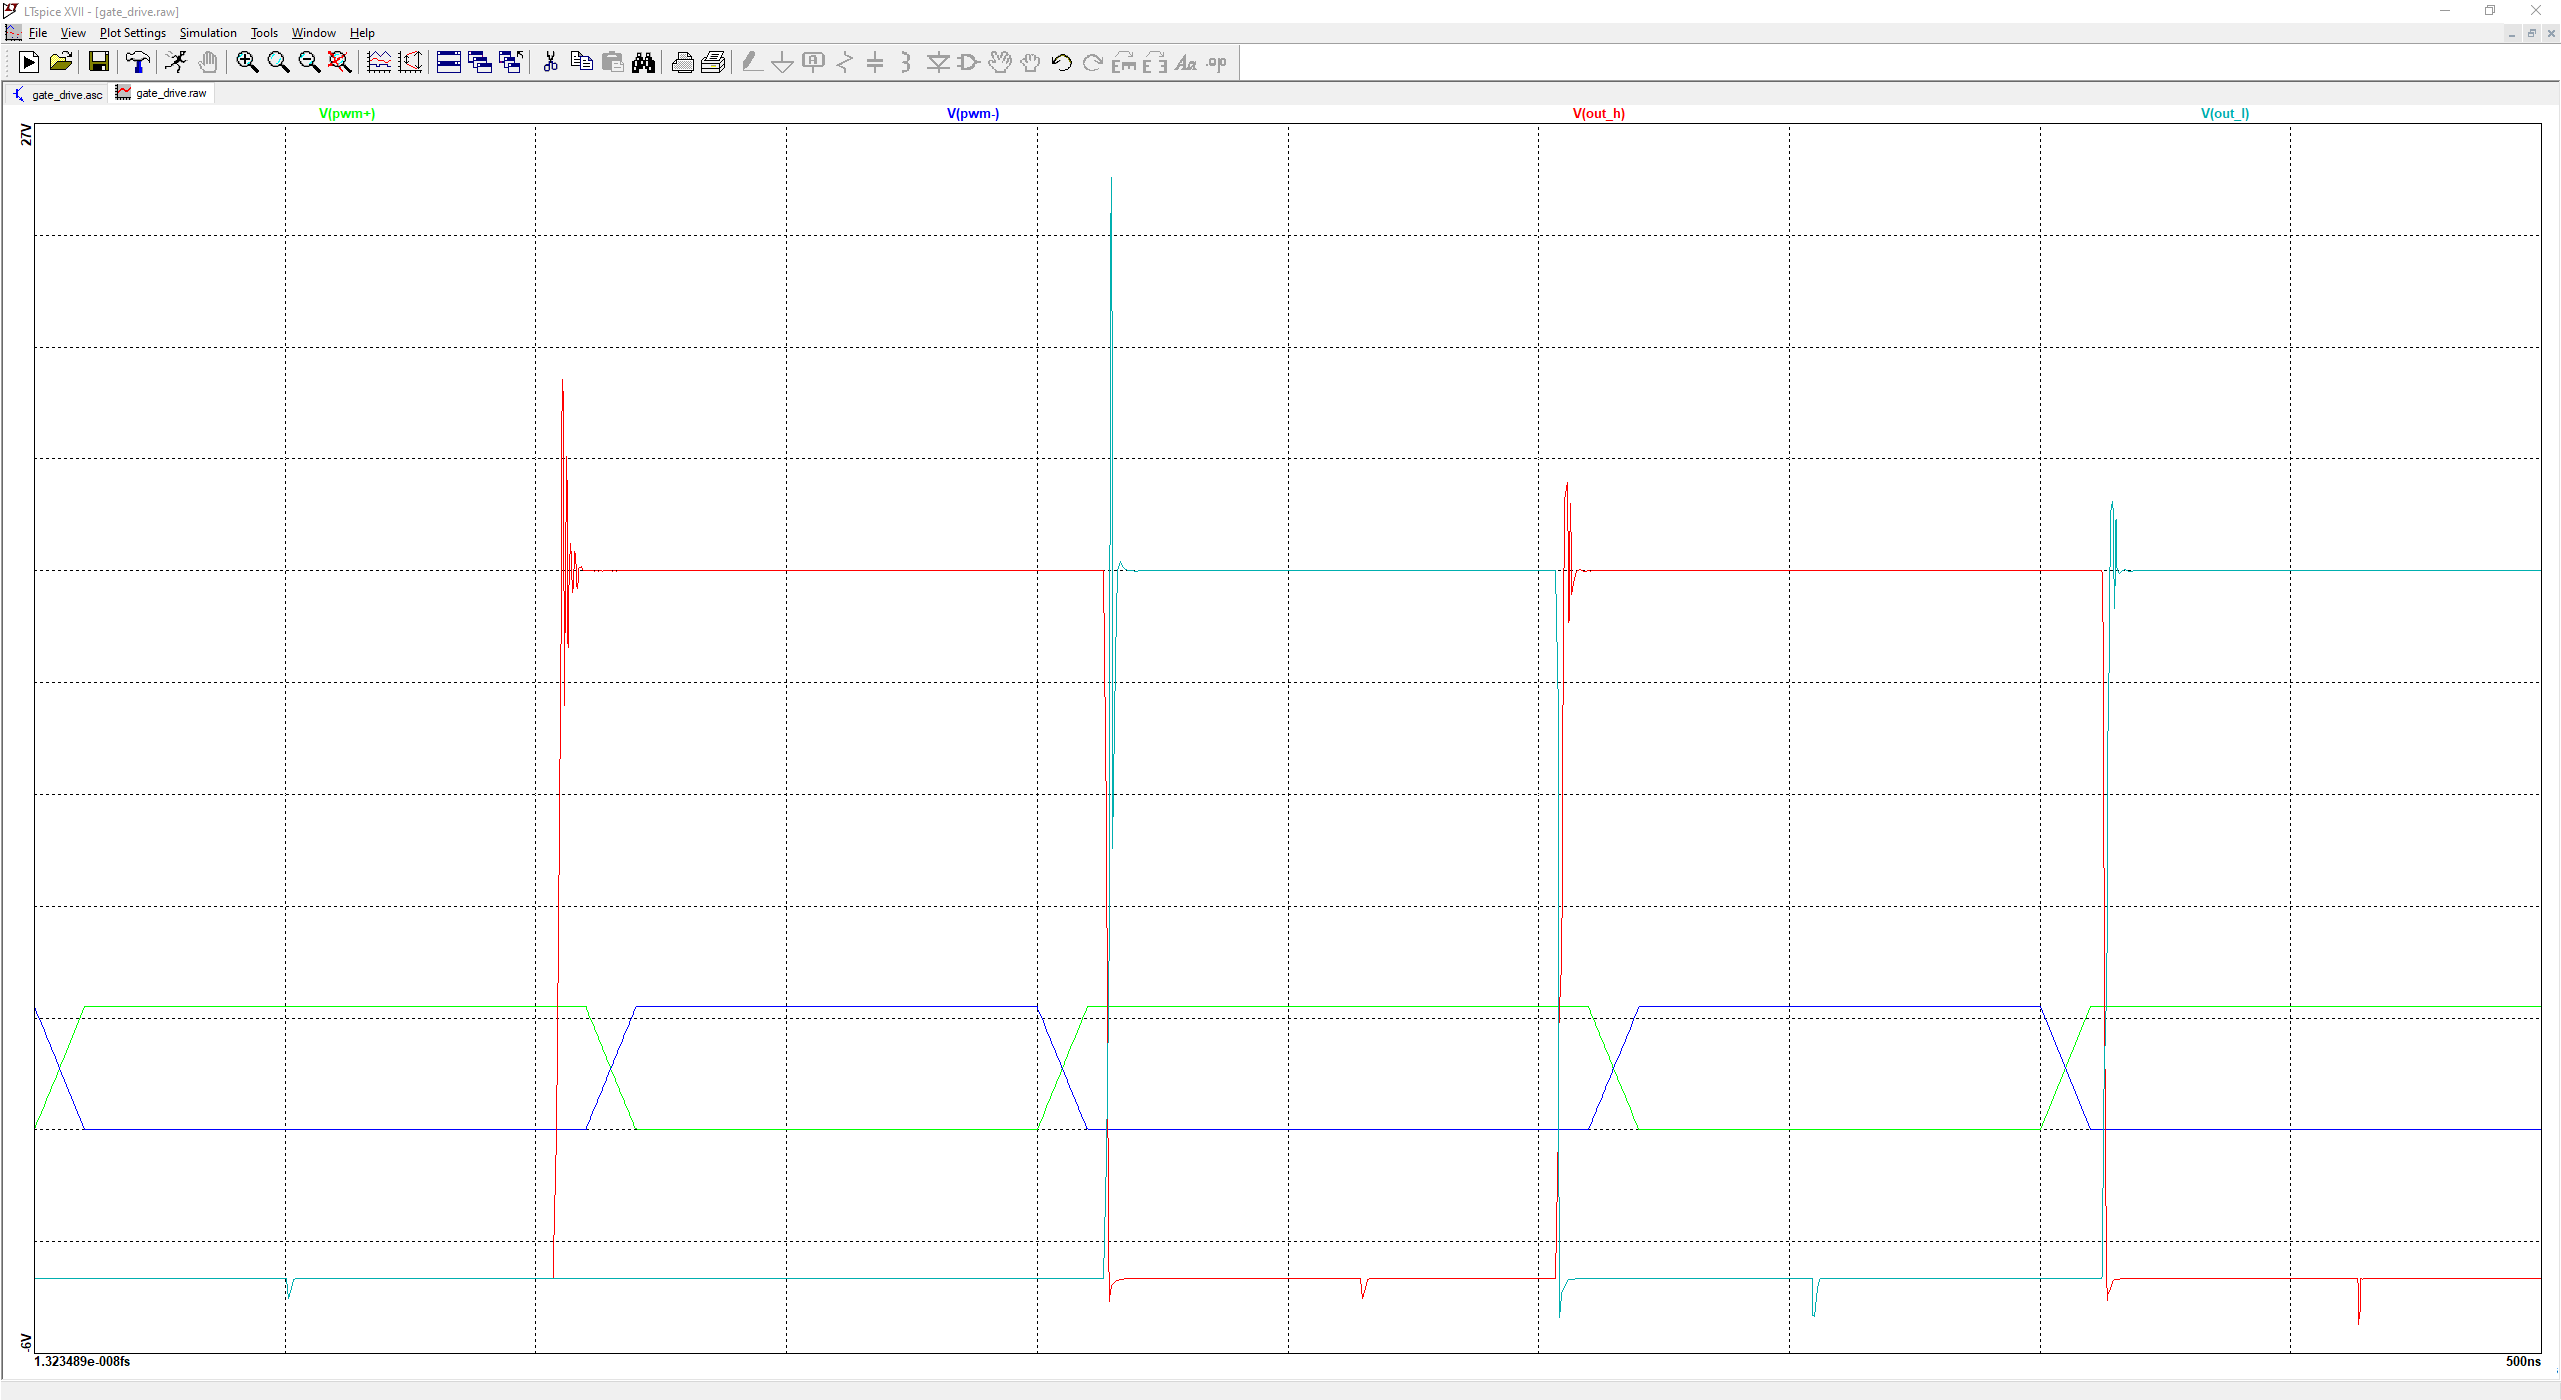 LTspice XVII - [gate_drive.raw]
File View Plot Settings Simulation Tools Window Help
gate_drive.asc gate_drive.raw
V(pwm+) V(pwm-) V(out_h) V(out_l)
27V
-6V
1.323489e-008fs 500ns